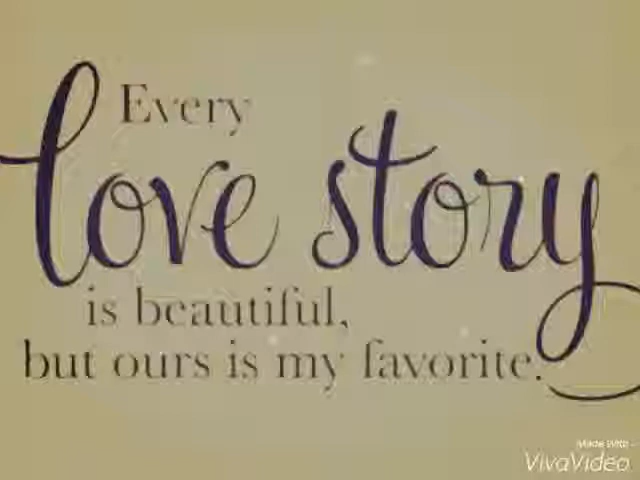 Every
love story
is beautiful,
but ours is my favorite.
Made With
VivaVideo